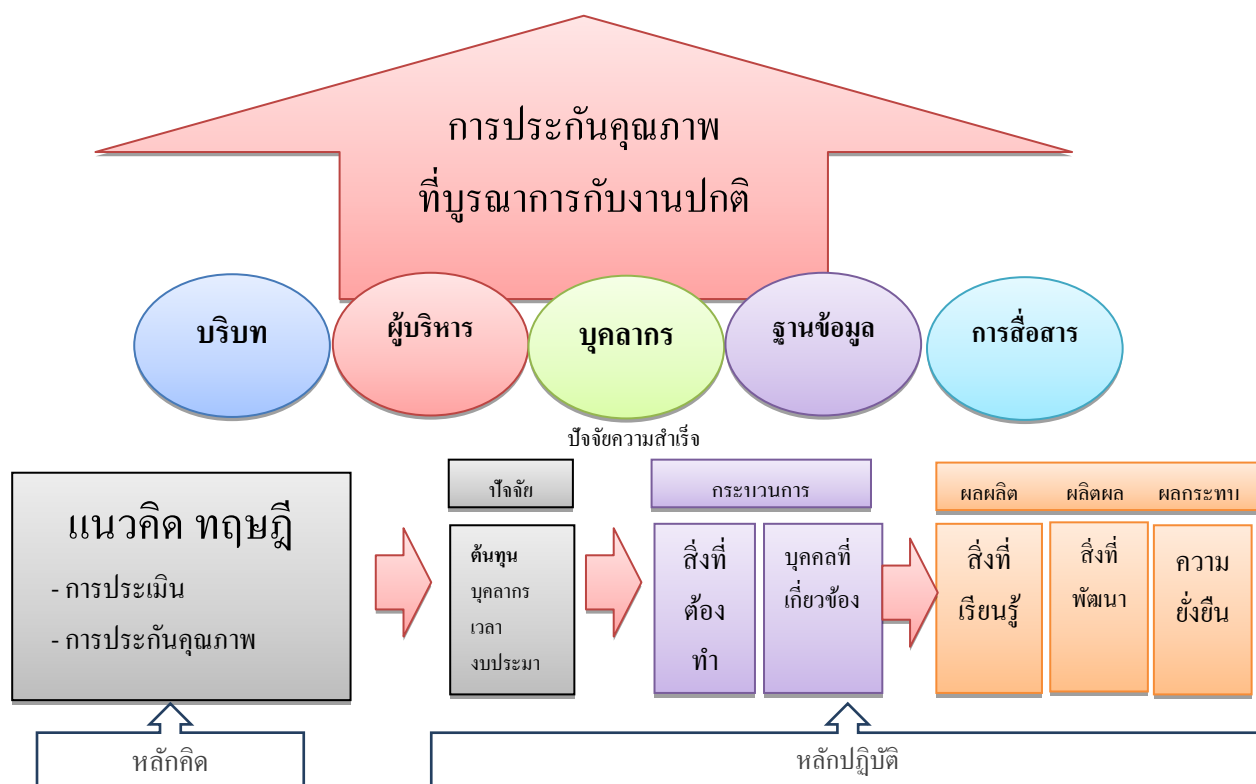 การประกันคุณภาพ
ที่บูรณาการกับงานปกติ
บริบท
ผู้บริหาร
บุคลากร
ฐานข้อมูล
การสื่อสาร
ปัจจัยความสำเร็จ
แนวคิด ทฤษฎี
- การประเมิน
- การประกันคุณภาพ
ปัจจัย
ต้นทุน
บุคลากร
เวลา
งบประมา
กระบวนการ
สิ่งที่
ต้อง
ทำ
บุคคลที่
เกี่ยวข้อง
ผลผลิต
ผลิตผล
ผลกระทบ
สิ่งที่
เรียนรู้
สิ่งที่
พัฒนา
ความ
ยั่งยืน
หลักคิด
หลักปฏิบัติ